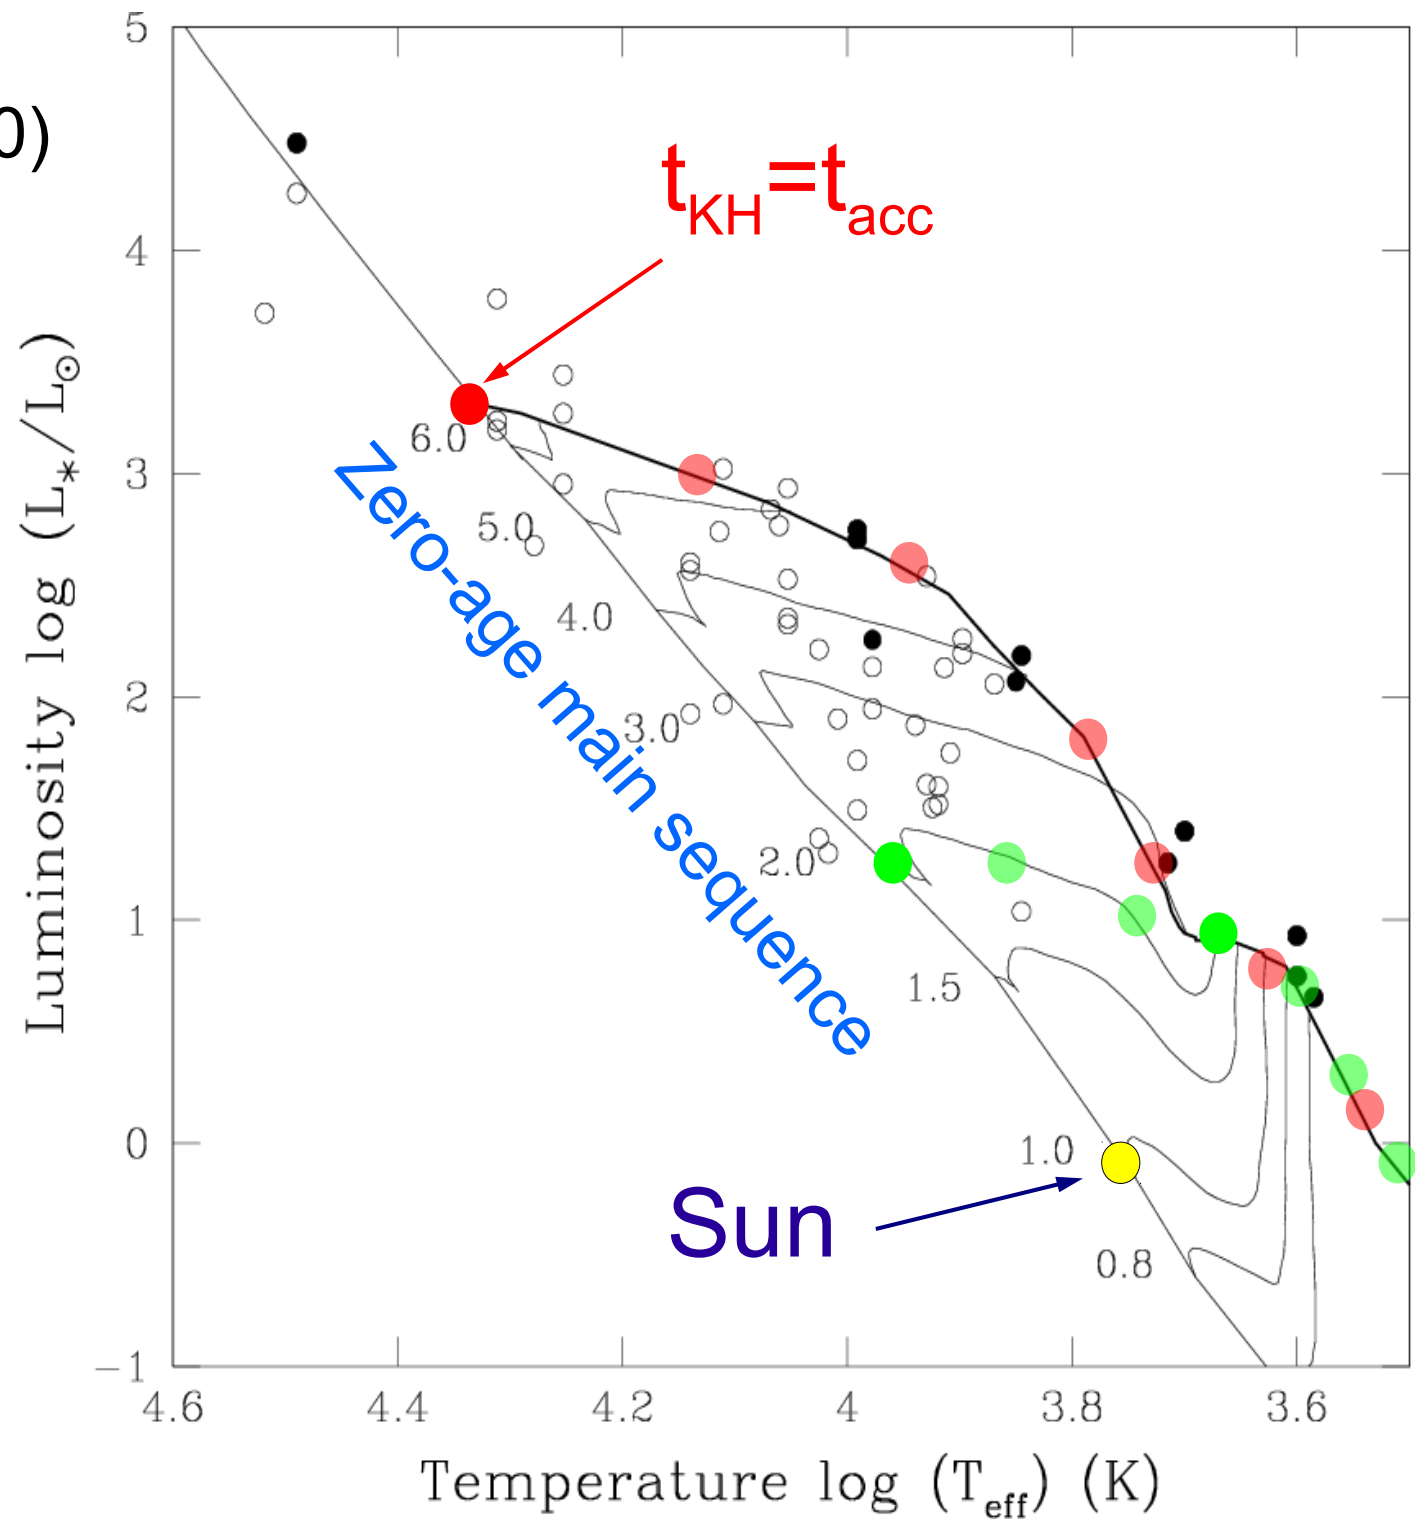 5
0)
t_KH=t_acc
4
6.0
3
5.0
4.0
Zero-age main sequence
3.0
2
2.0
1
1.5
0
1.0
Sun
0.8
-1
4.6 4.4 4.2 4 3.8 3.6
Luminosity log (L_*/L_⊙)
Temperature log (T_eff) (K)